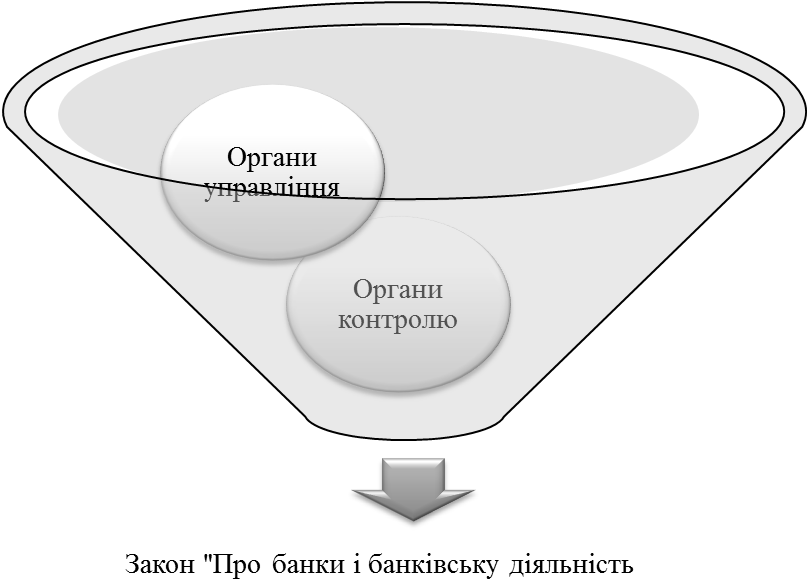 Органи
управління
Органи
контролю
Закон "Про банки і банківську діяльність